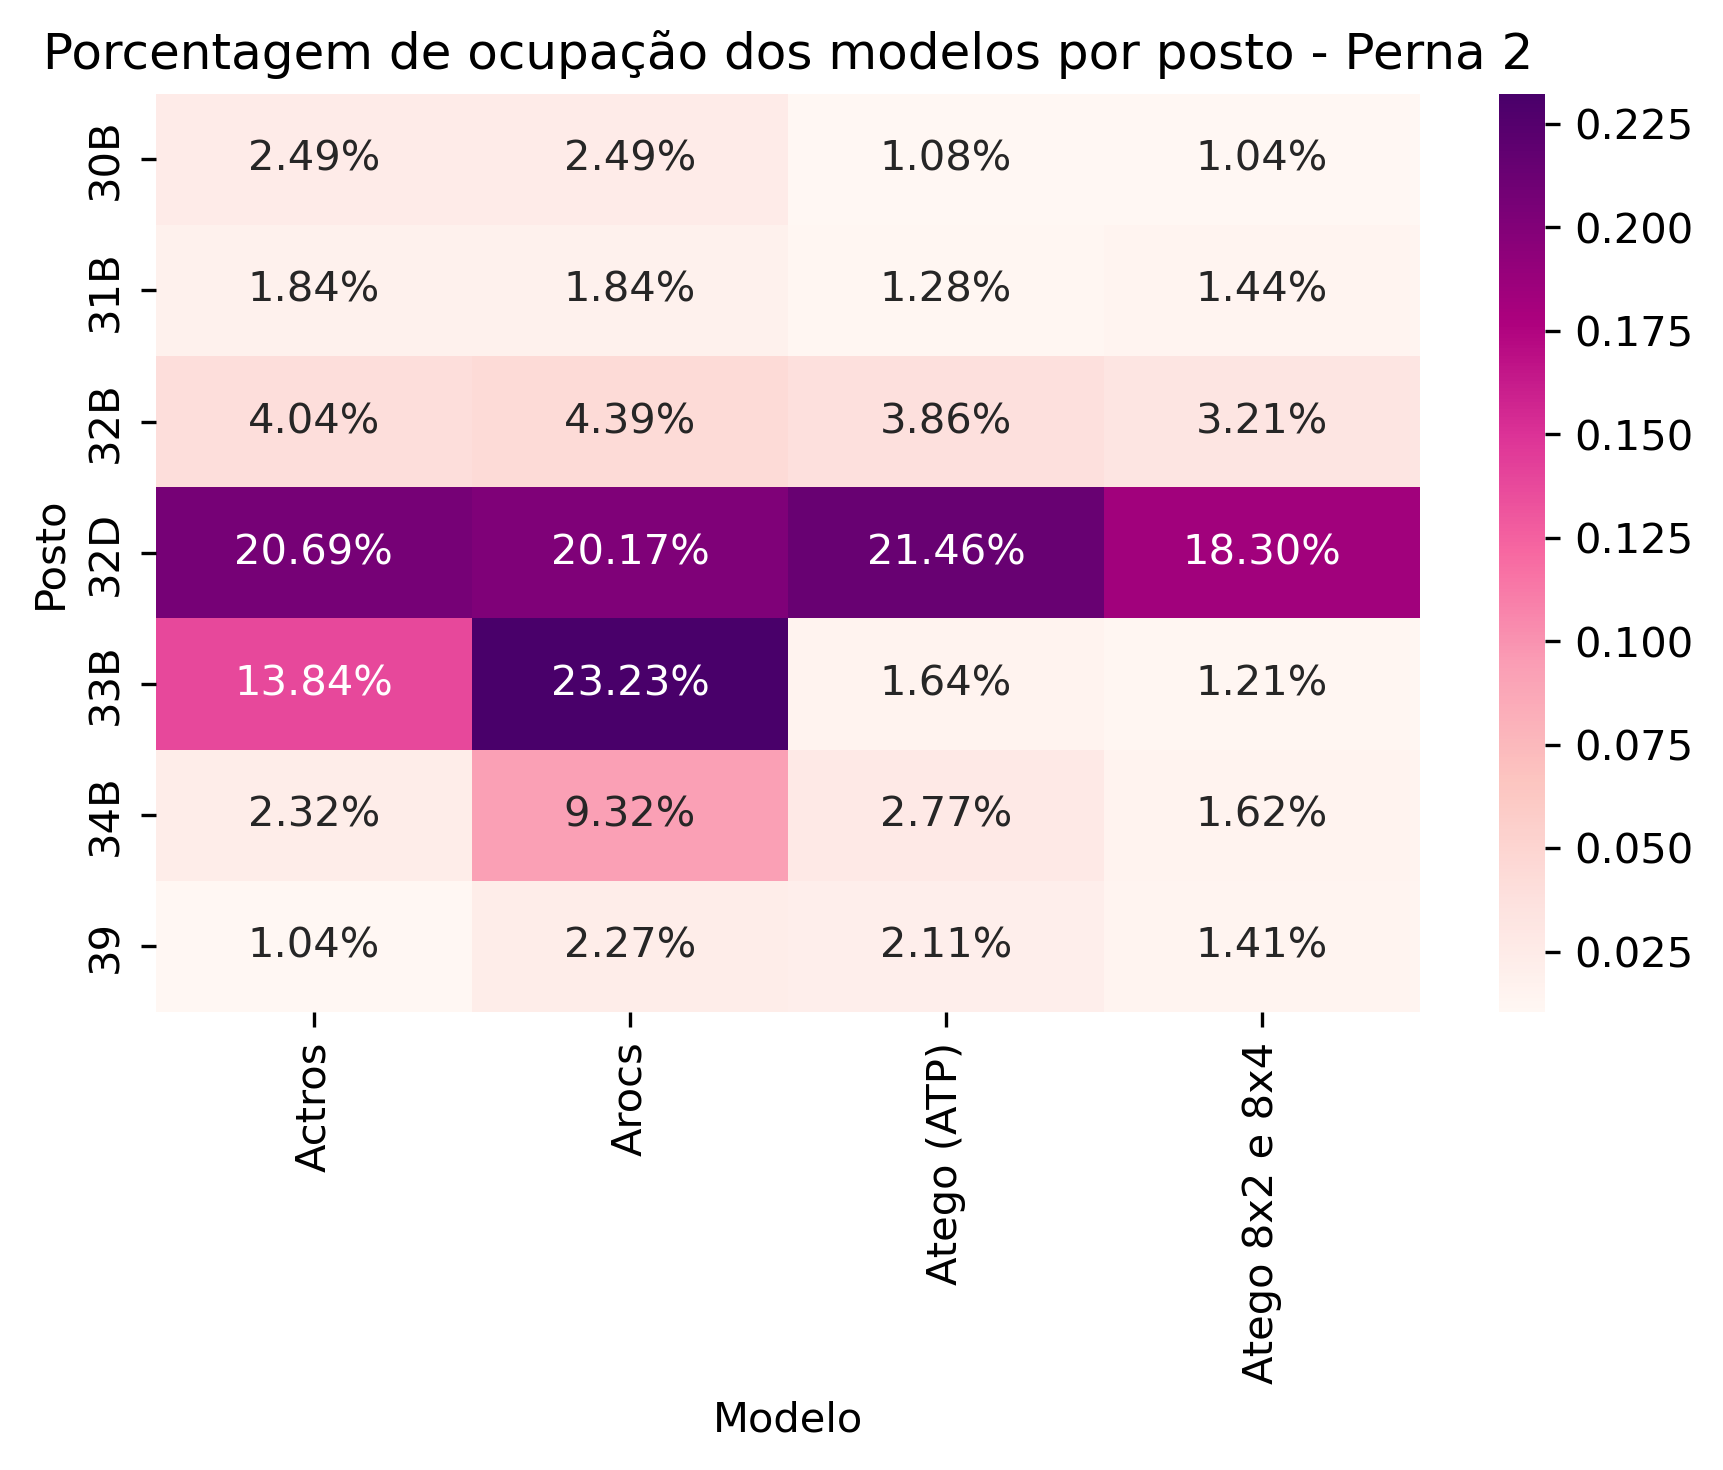 Porcentagem de ocupação dos modelos por posto - Perna 2
Posto
30B 2.49% 2.49% 1.08% 1.04%
31B 1.84% 1.84% 1.28% 1.44%
32B 4.04% 4.39% 3.86% 3.21%
32D 20.69% 20.17% 21.46% 18.30%
33B 13.84% 23.23% 1.64% 1.21%
34B 2.32% 9.32% 2.77% 1.62%
39 1.04% 2.27% 2.11% 1.41%
Actros
Arocs
Atego (ATP)
Atego 8x2 e 8x4
Modelo
0.225
0.200
0.175
0.150
0.125
0.100
0.075
0.050
0.025